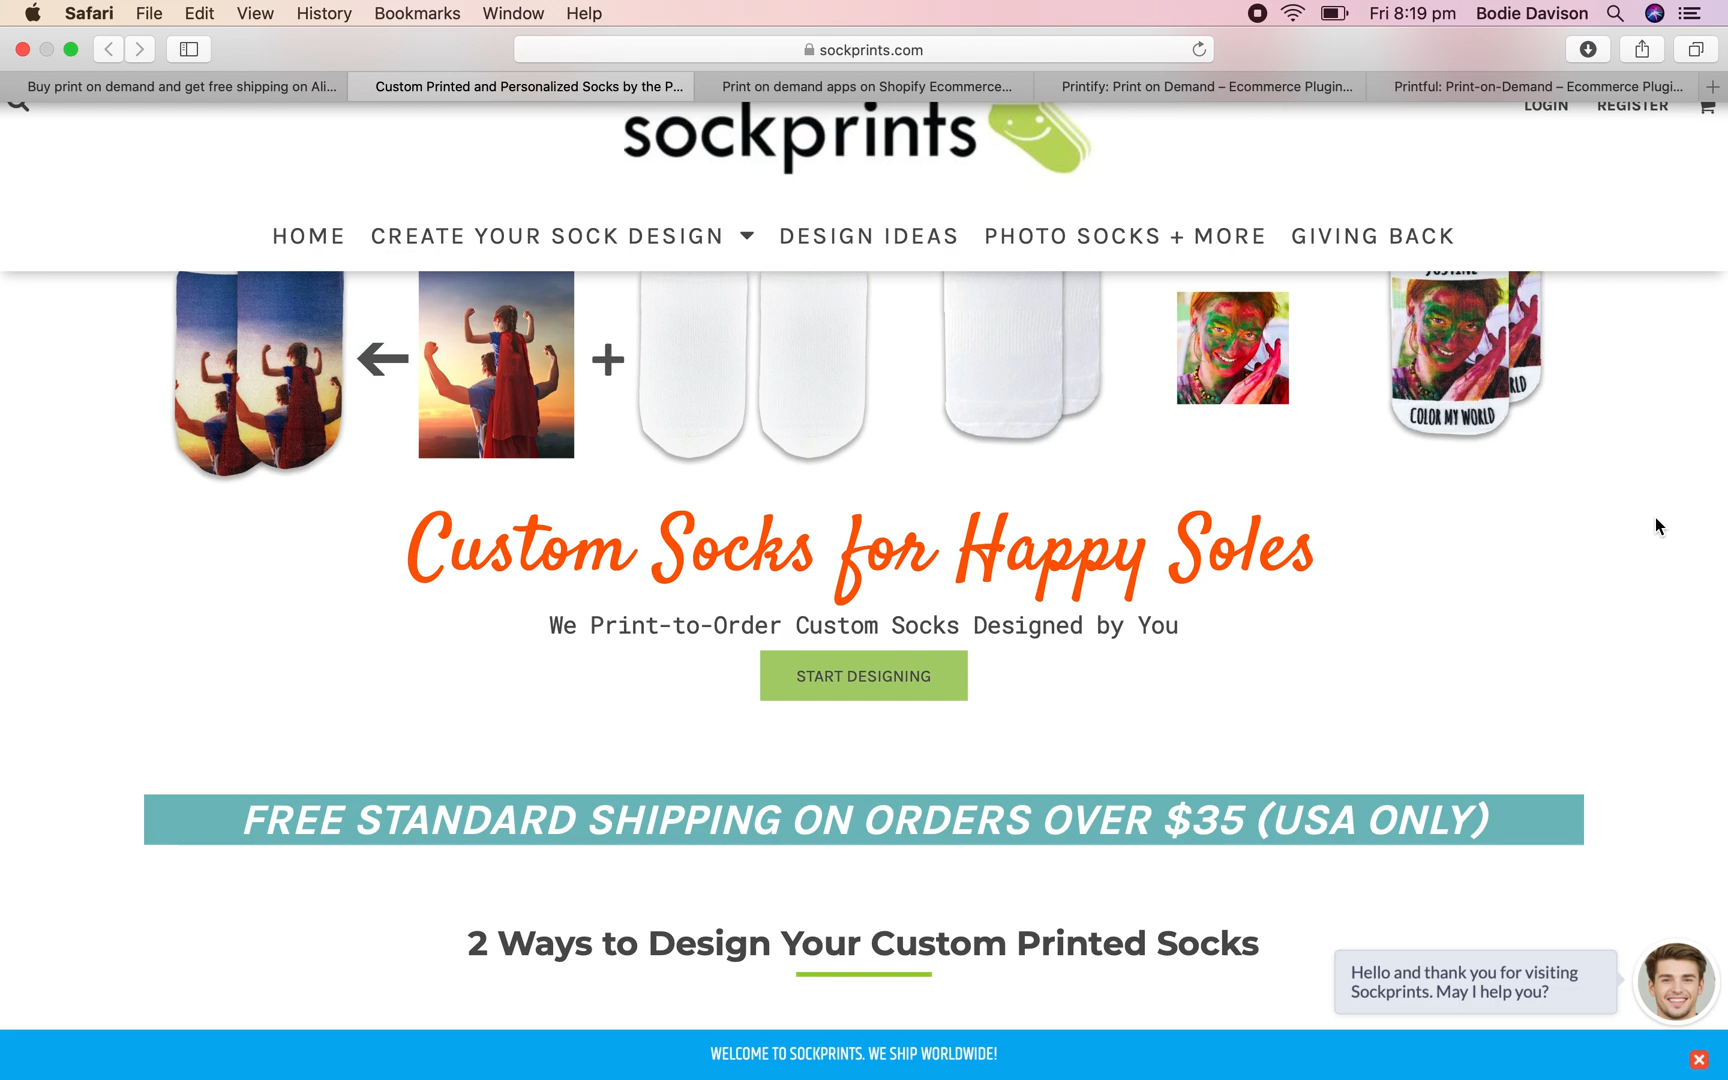 Safari File Edit View History Bookmarks Window Help Fri 8:19 pm Bodie Davison
sockprints.com
Buy print on demand and get free shipping on Ali... Custom Printed and Personalized Socks by the P... Print on demand apps on Shopify Ecommerce... Printify: Print on Demand – Ecommerce Plugin... Printful: Print-on-Demand – Ecommerce Plugi...
LOGIN REGISTER
sockprints
HOME CREATE YOUR SOCK DESIGN DESIGN IDEAS PHOTO SOCKS + MORE GIVING BACK
COLOR MY WORLD
Custom Socks for Happy Soles
We Print-to-Order Custom Socks Designed by You
START DESIGNING
FREE STANDARD SHIPPING ON ORDERS OVER $35 (USA ONLY)
2 Ways to Design Your Custom Printed Socks
Hello and thank you for visiting
Sockprints. May I help you?
WELCOME TO SOCKPRINTS. WE SHIP WORLDWIDE!